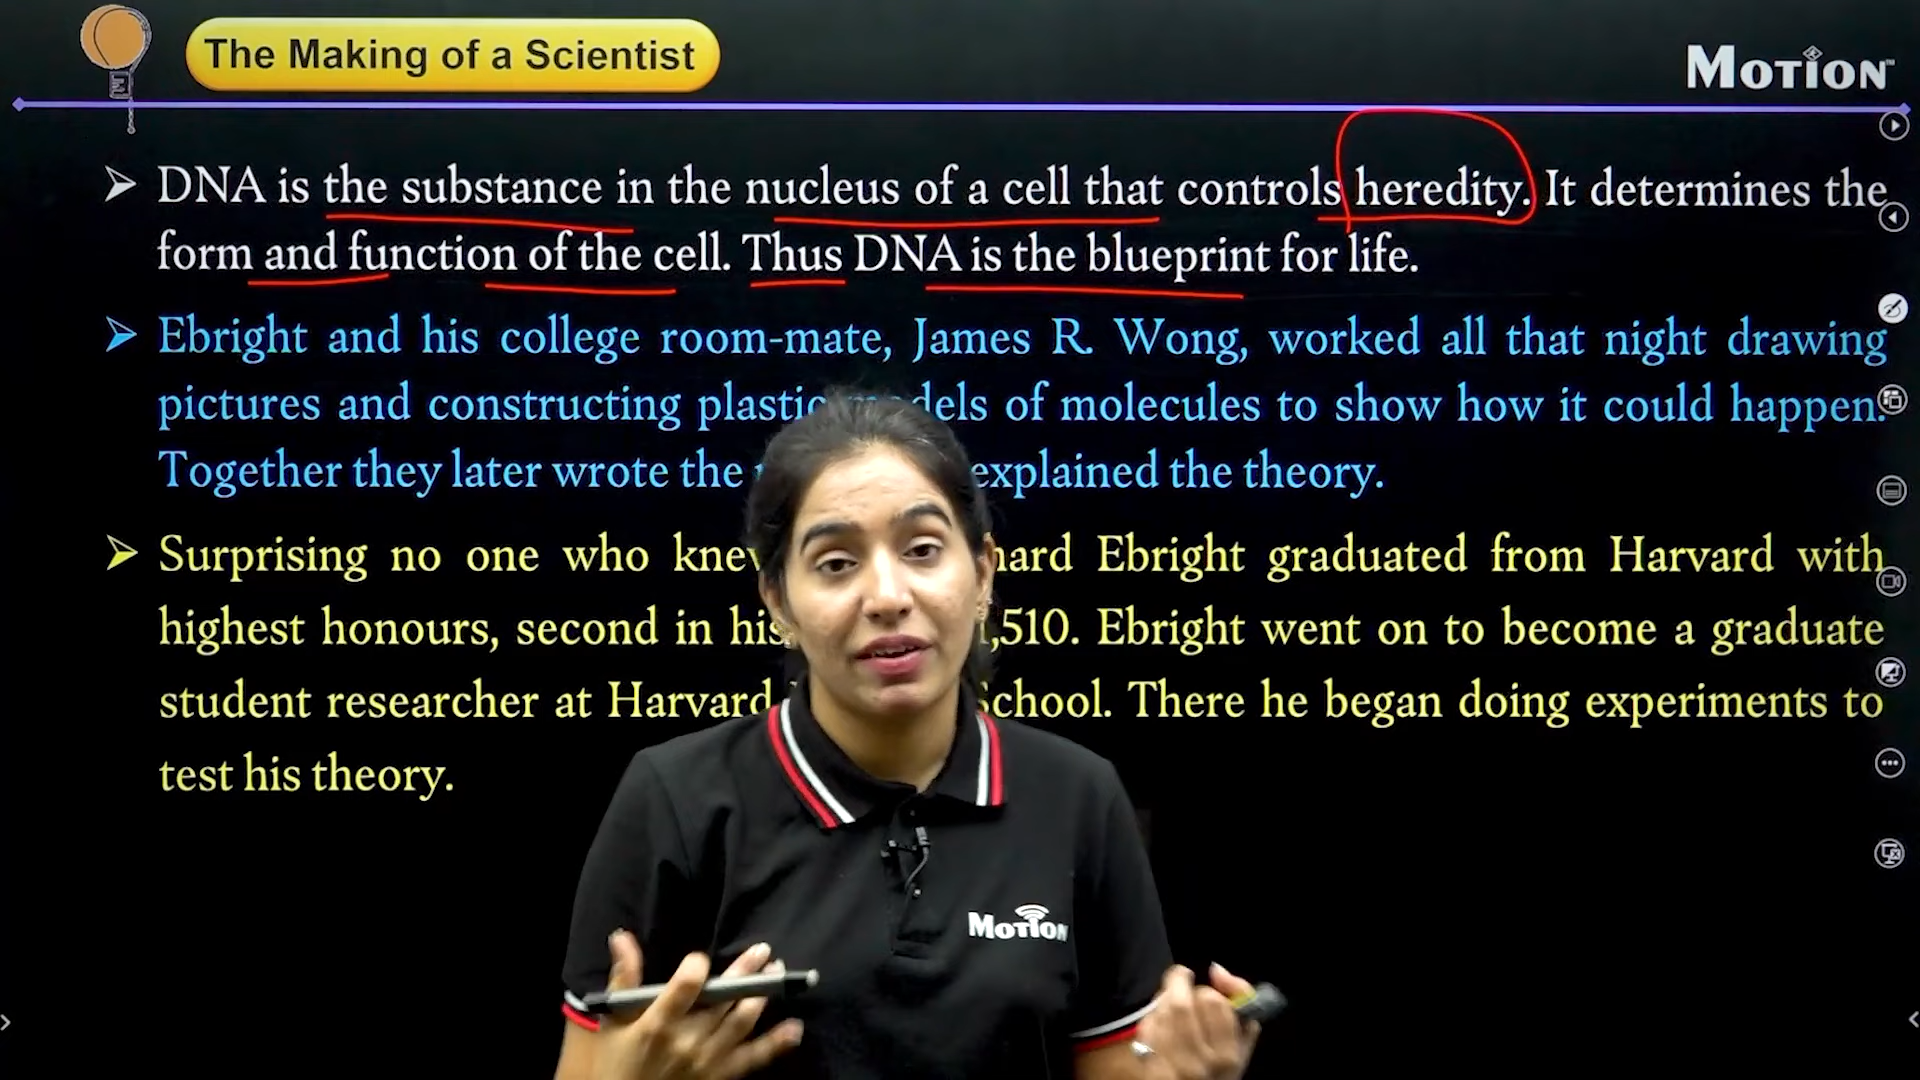 The Making of a Scientist
MOTION
DNA is the substance in the nucleus of a cell that controls heredity. It determines the
form and function of the cell. Thus DNA is the blueprint for life.
Ebright and his college room-mate, James R. Wong, worked all that night drawing
pictures and constructing plastic models of molecules to show how it could happen.
Together they later wrote the explained the theory.
Surprising no one who knew Ebright graduated from Harvard with
highest honours, second in his ,510. Ebright went on to become a graduate
student researcher at Harvard School. There he began doing experiments to
test his theory.
MOTION